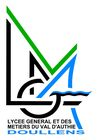 LYCEE GENERAL ET DES
METIERS DU VAL D'AUTHIE
DOULLENS